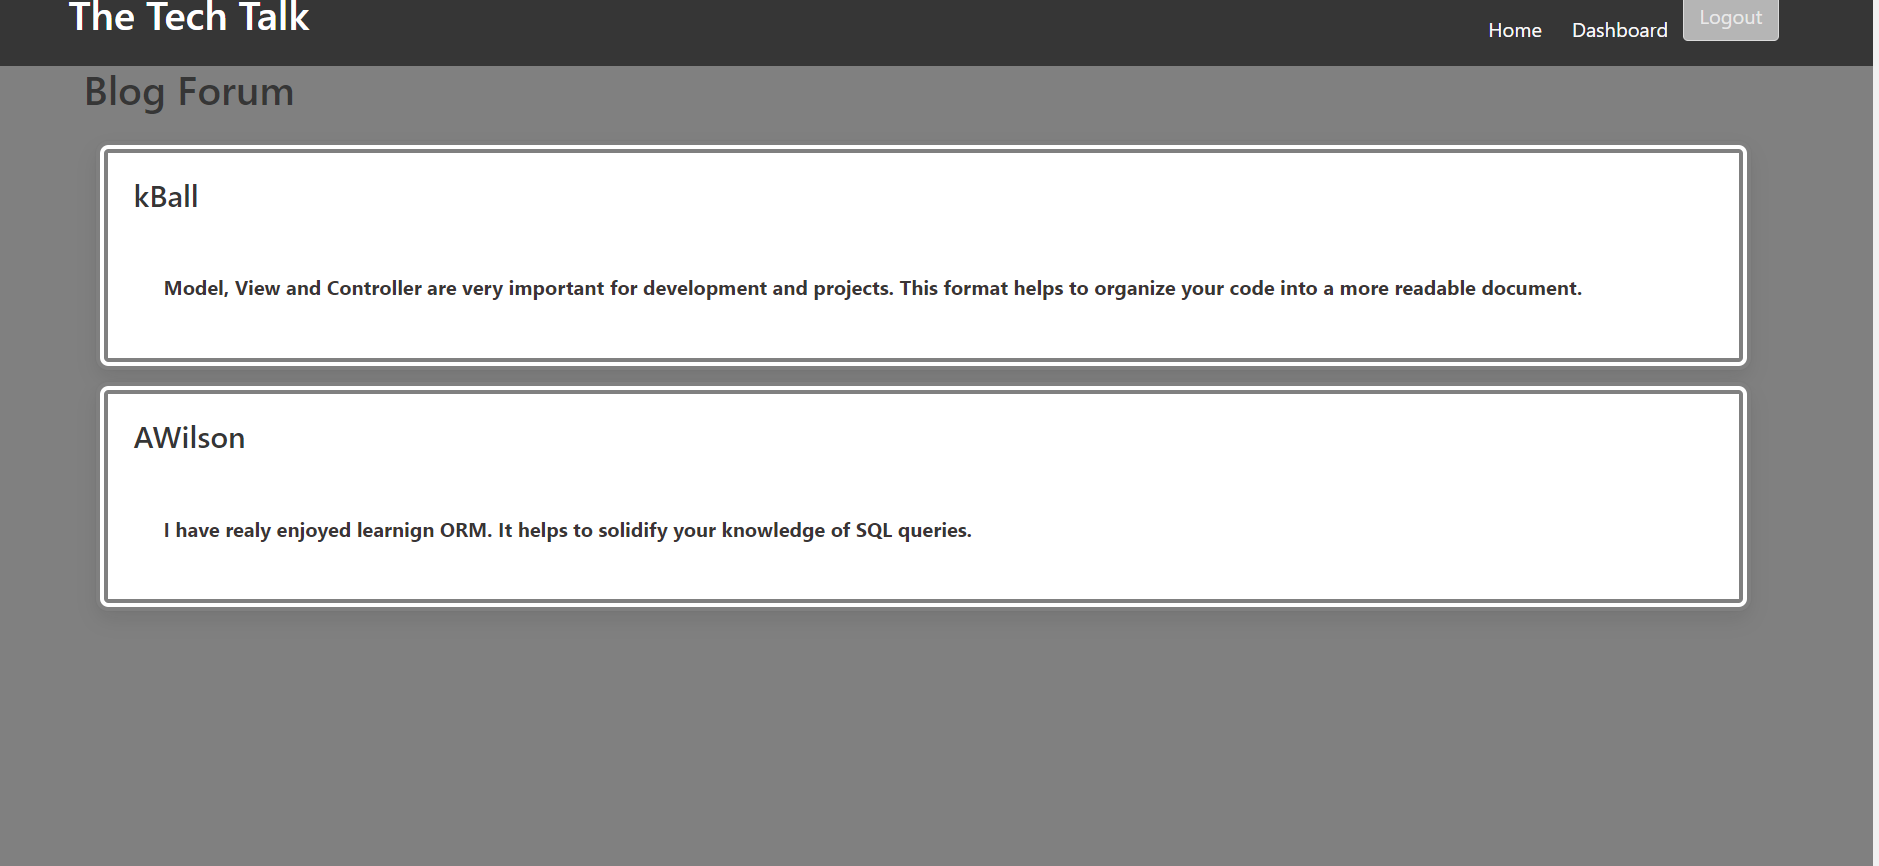 The Tech Talk
Home Dashboard Logout
Blog Forum
kBall
Model, View and Controller are very important for development and projects. This format helps to organize your code into a more readable document.
AWilson
I have realy enjoyed learnign ORM. It helps to solidify your knowledge of SQL queries.